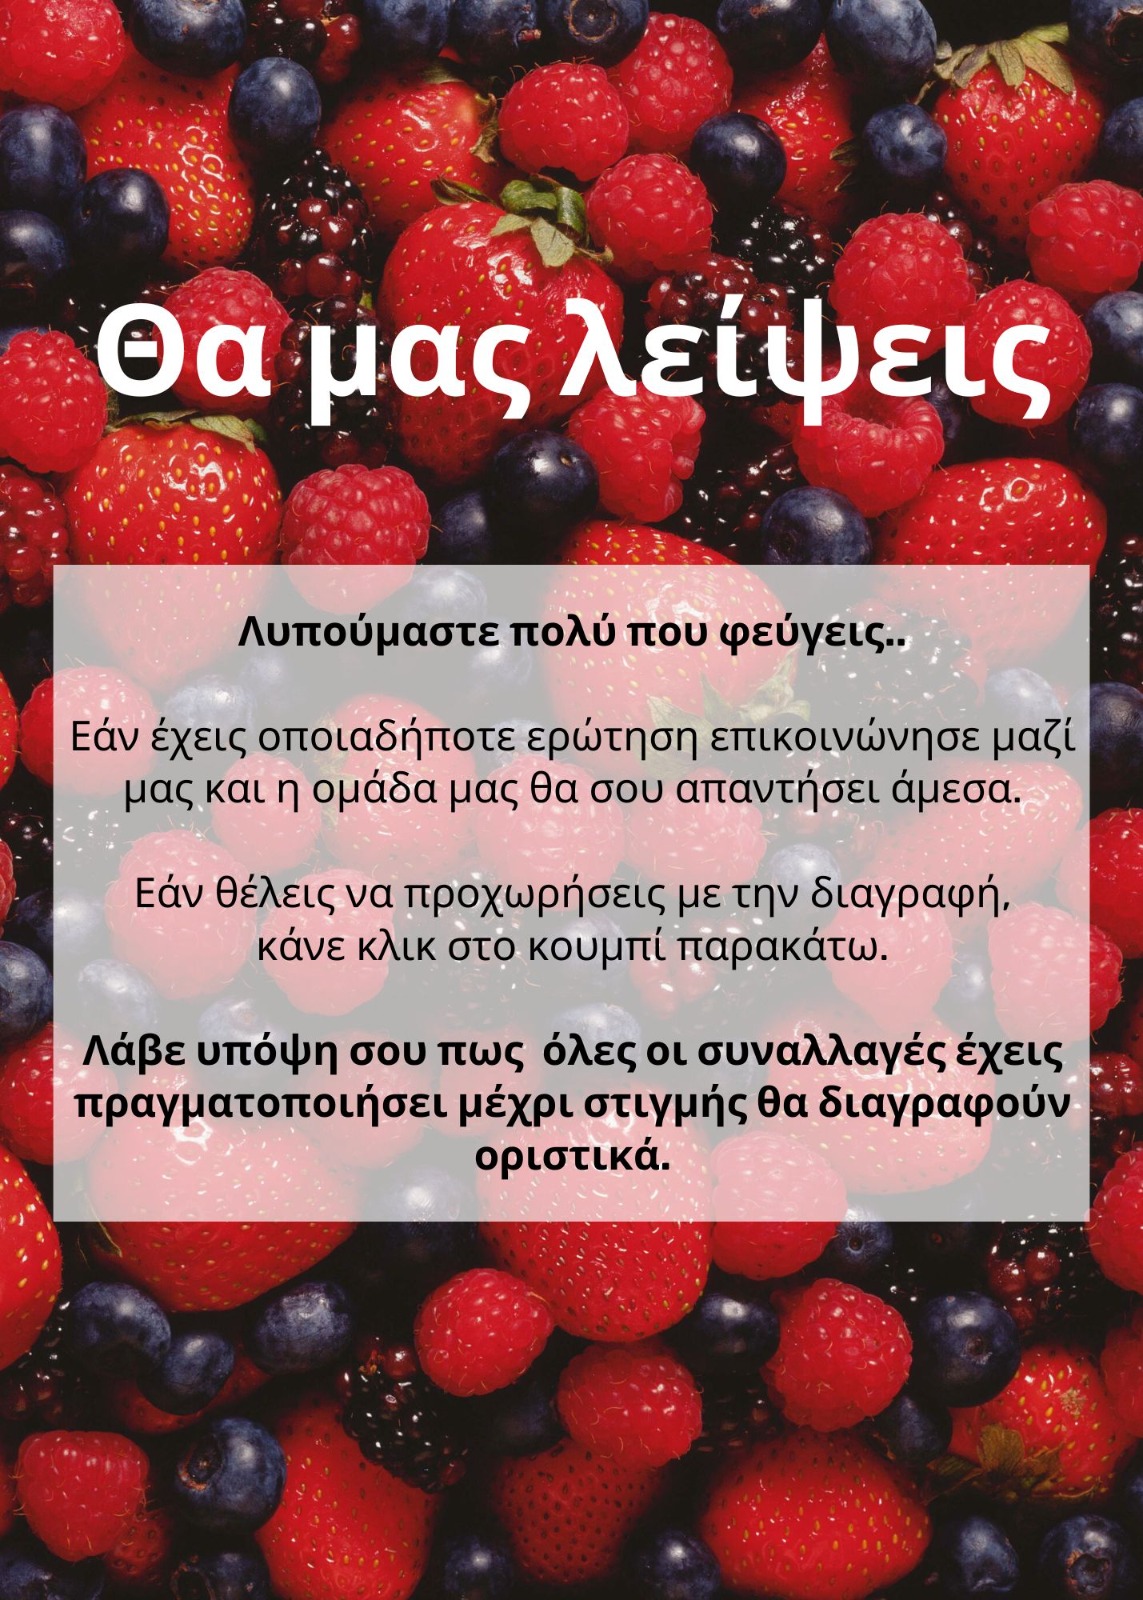 Θα μας λείψεις
Λυπούμαστε πολύ που φεύγεις..
Εάν έχεις οποιαδήποτε ερώτηση επικοινώνησε μαζί
μας και η ομάδα μας θα σου απαντήσει άμεσα.
Εάν θέλεις να προχωρήσεις με την διαγραφή,
κάνε κλικ στο κουμπί παρακάτω.
Λάβε υπόψη σου πως όλες οι συναλλαγές έχεις
πραγματοποιήσει μέχρι στιγμής θα διαγραφούν
οριστικά.